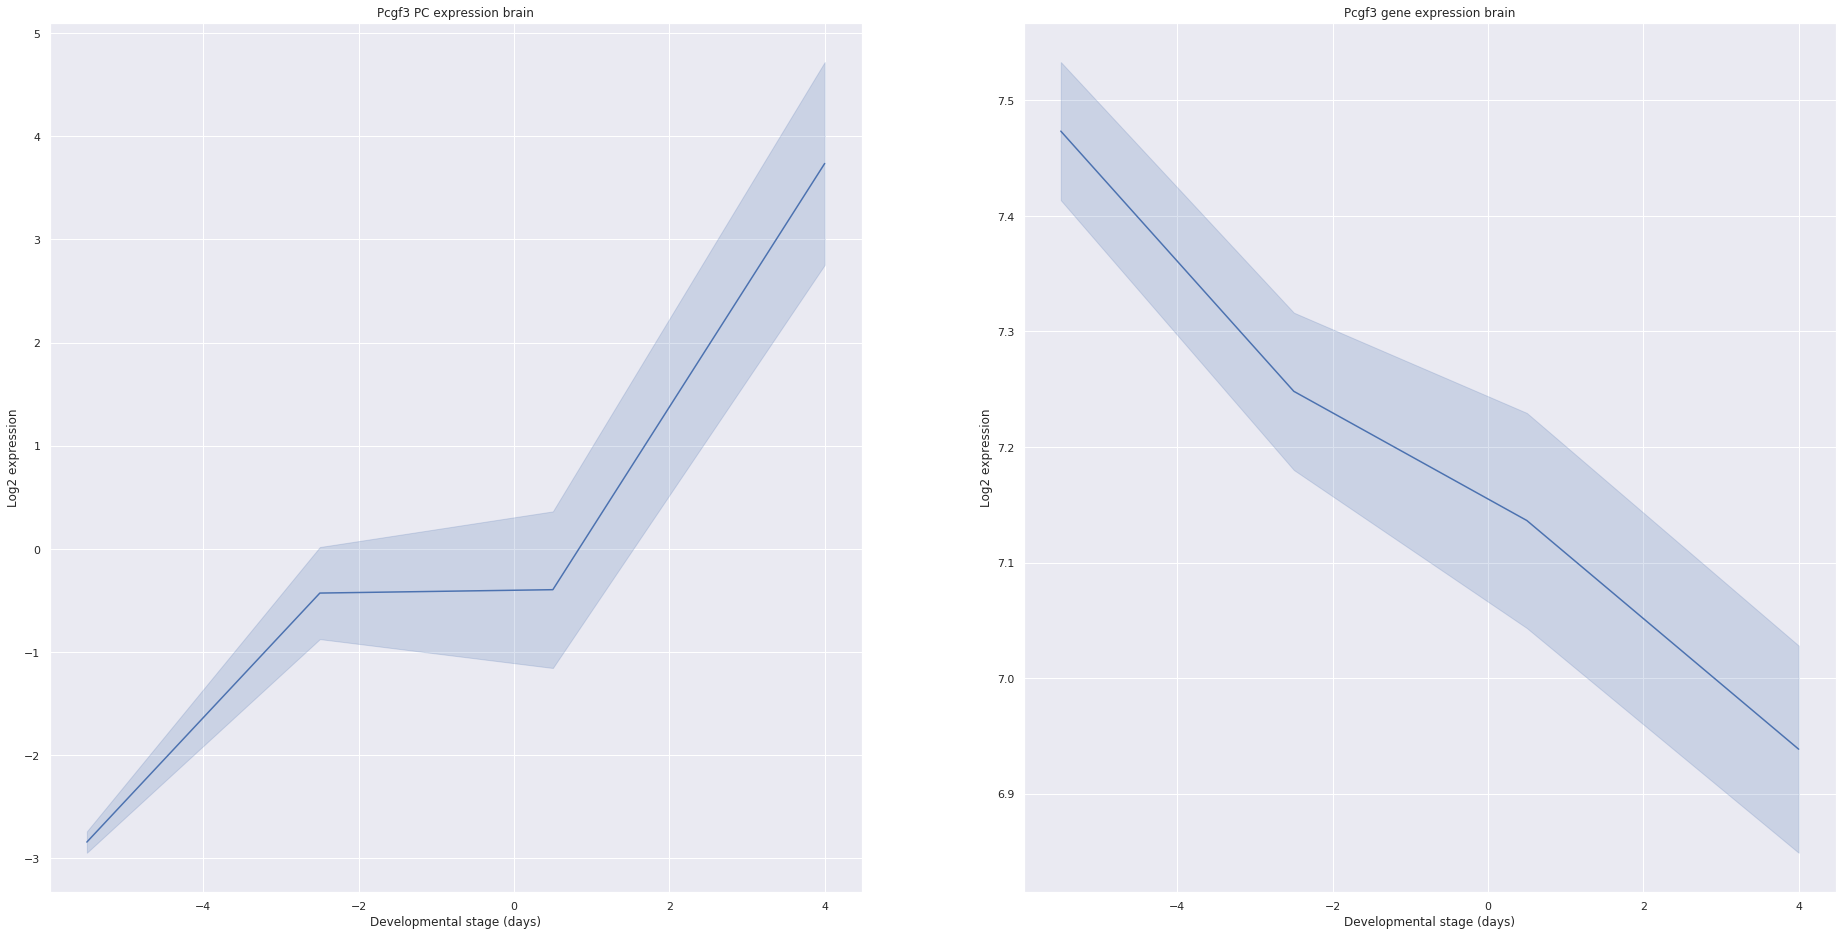 Pcgf3 PC expression brain
5
4
3
2
1
0
−1
−2
−3
Log2 expression
−4 −2 0 2 4
Developmental stage (days)
Pcgf3 gene expression brain
7.5
7.4
7.3
7.2
7.1
7.0
6.9
Log2 expression
−4 −2 0 2 4
Developmental stage (days)